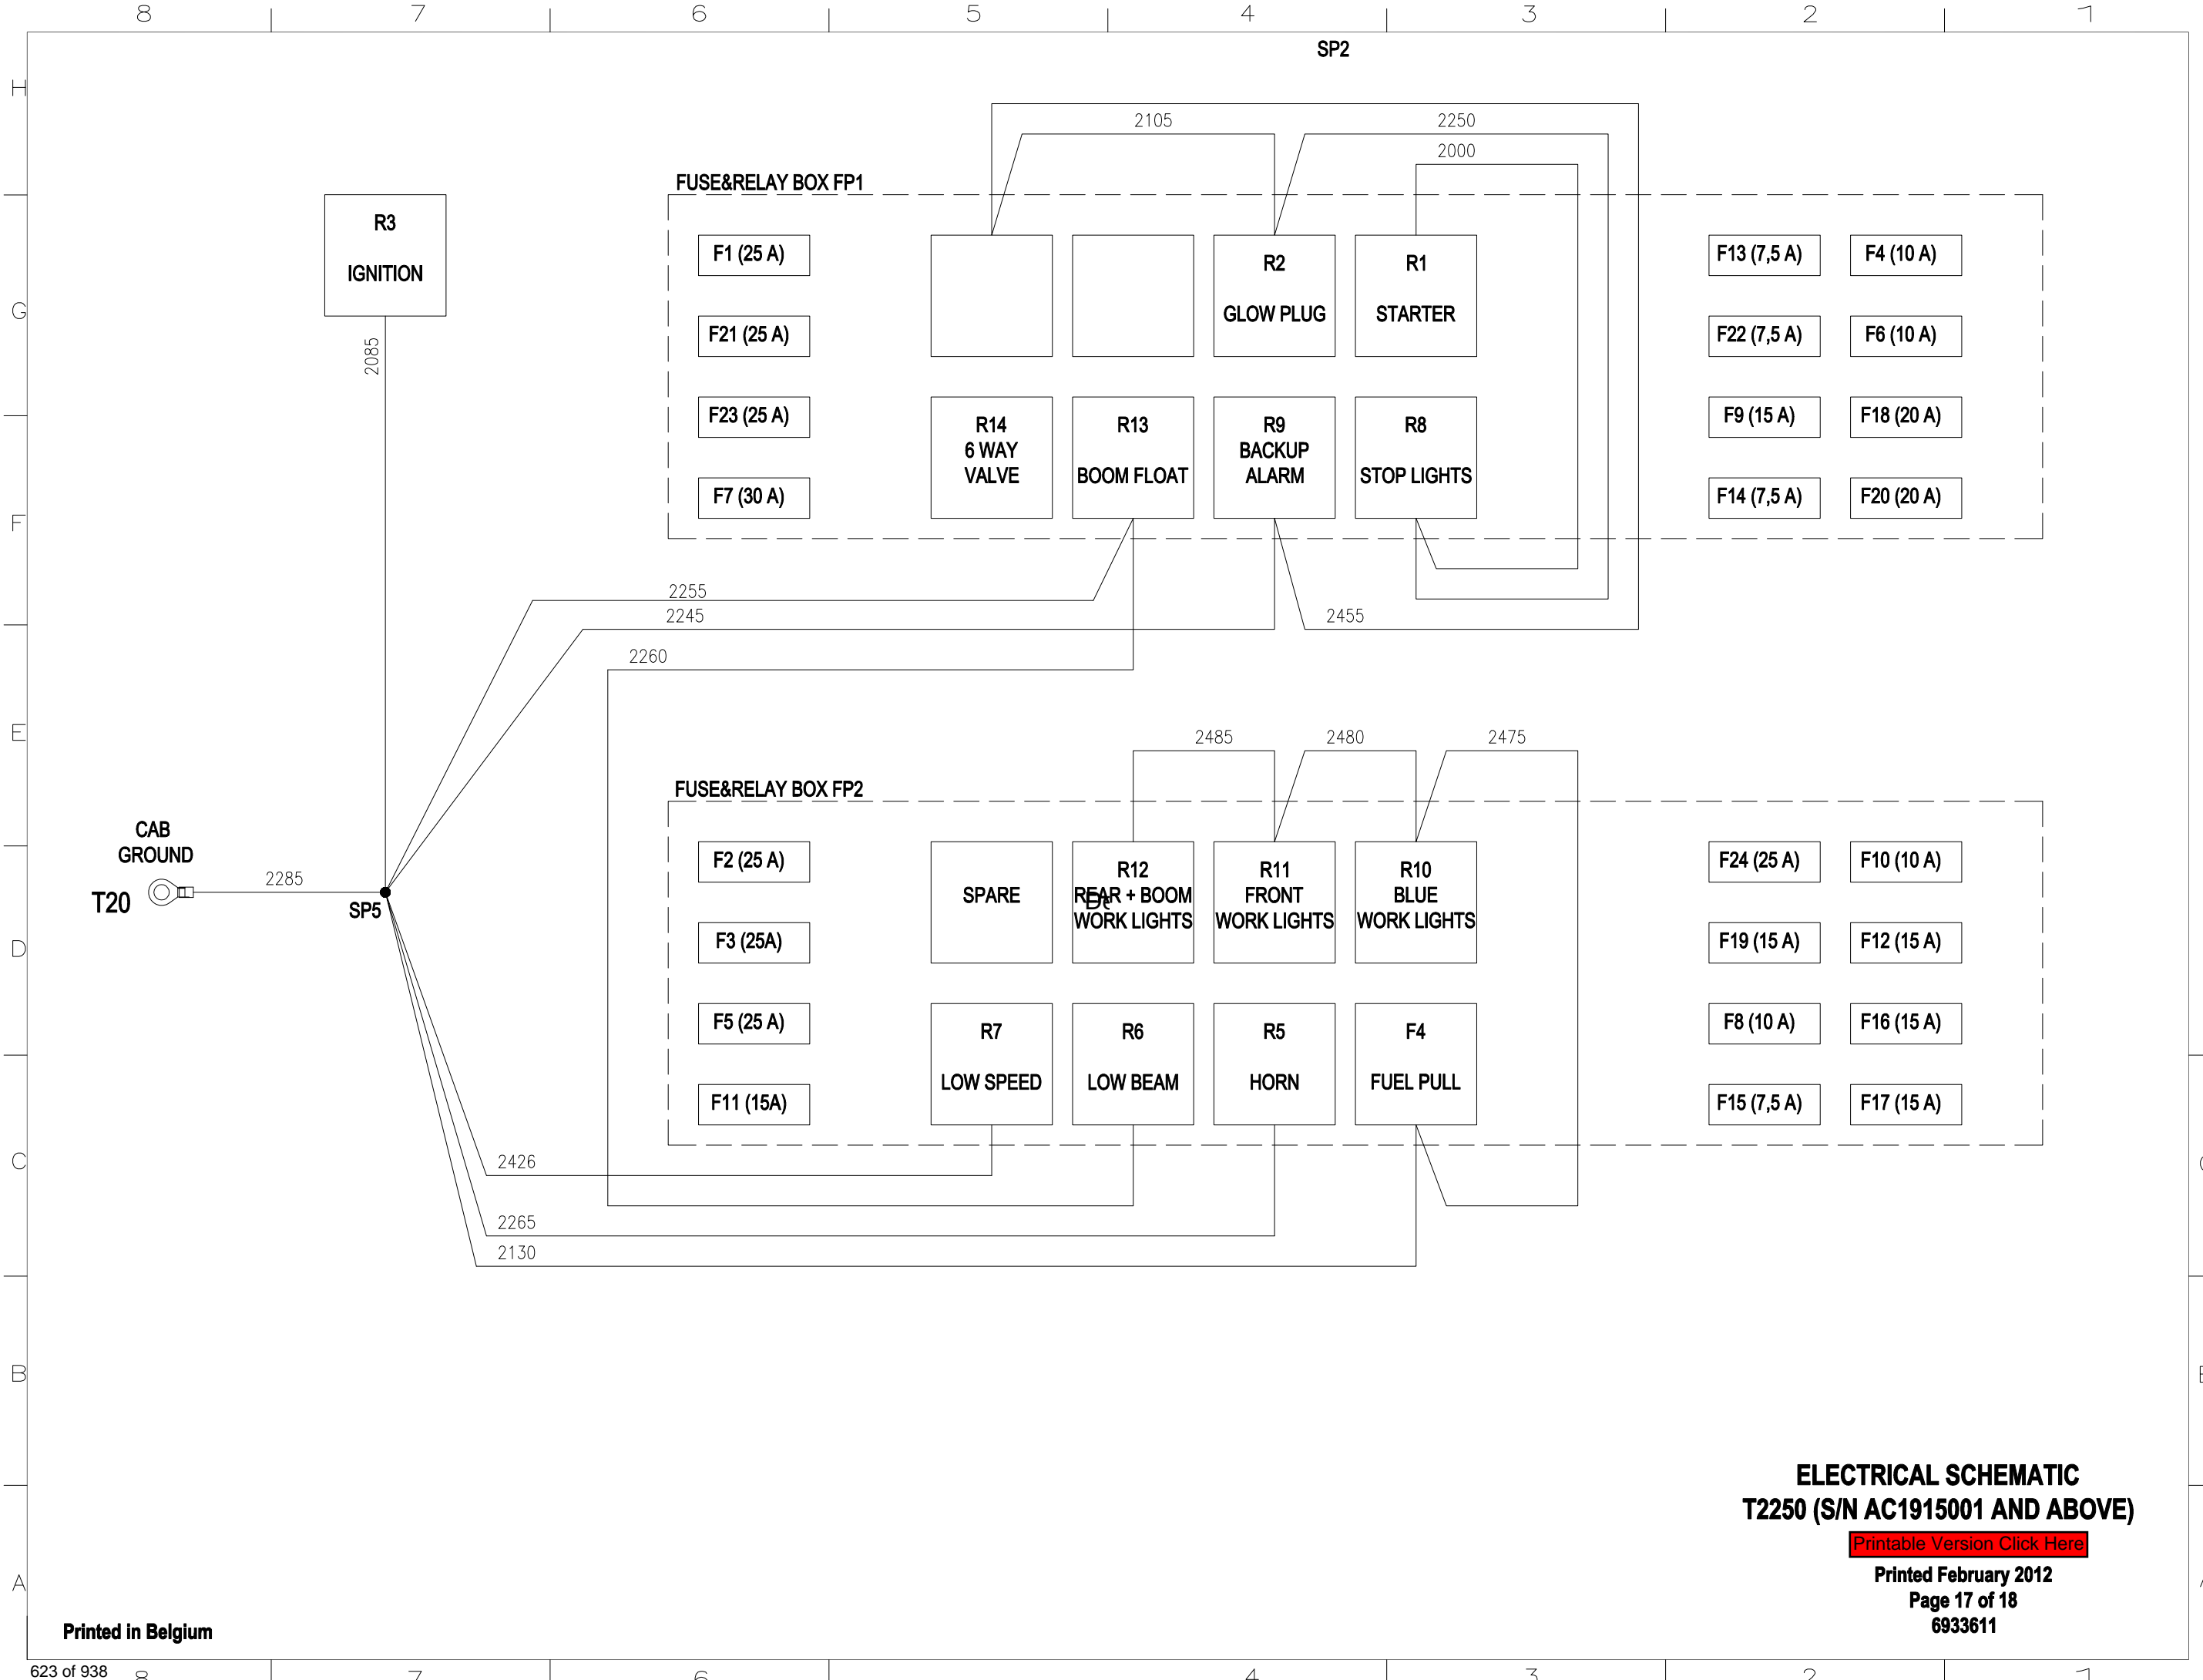 8 7 6 5 4 3 2 1
SP2
H
2105 2250
2000
FUSE&RELAY BOX FP1
R3
IGNITION
F1 (25 A)
R2
GLOW PLUG
R1
STARTER
F13 (7,5 A) F4 (10 A)
G
F21 (25 A)
F22 (7,5 A) F6 (10 A)
2085
F23 (25 A)
R14
6 WAY
VALVE
R13
BOOM FLOAT
R9
BACKUP
ALARM
R8
STOP LIGHTS
F9 (15 A) F18 (20 A)
F7 (30 A)
F14 (7,5 A) F20 (20 A)
F
2255
2245 2455
2260
E
2485 2480 2475
FUSE&RELAY BOX FP2
CAB
GROUND
T20
2285
SP5
F2 (25 A)
SPARE
R12
REAR + BOOM
WORK LIGHTS
R11
FRONT
WORK LIGHTS
R10
BLUE
WORK LIGHTS
F24 (25 A) F10 (10 A)
D
F3 (25A)
F19 (15 A) F12 (15 A)
F5 (25 A)
R7
LOW SPEED
R6
LOW BEAM
R5
HORN
F4
FUEL PULL
F8 (10 A) F16 (15 A)
F11 (15A)
F15 (7,5 A) F17 (15 A)
C
2426
2265
2130
B
ELECTRICAL SCHEMATIC
T2250 (S/N AC1915001 AND ABOVE)
Printable Version Click Here
A
Printed February 2012
Page 17 of 18
6933611
Printed in Belgium
623 of 938
8 7 6 4 3 2